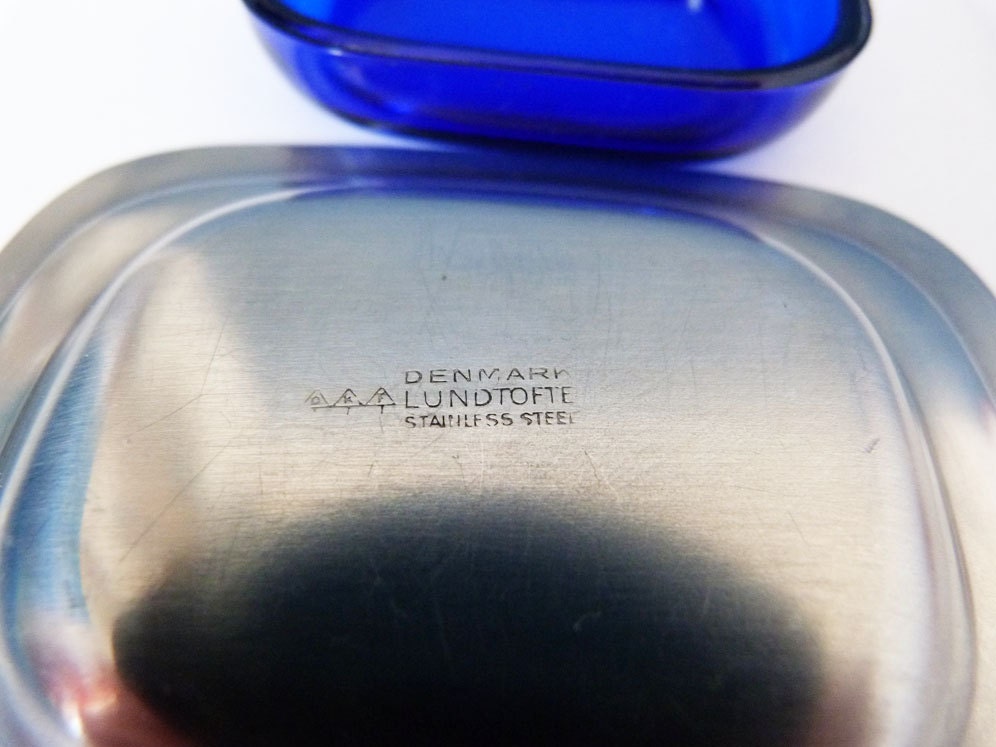 DENMARK
O K F LUNDTOFTE
STAINLESS STEEL